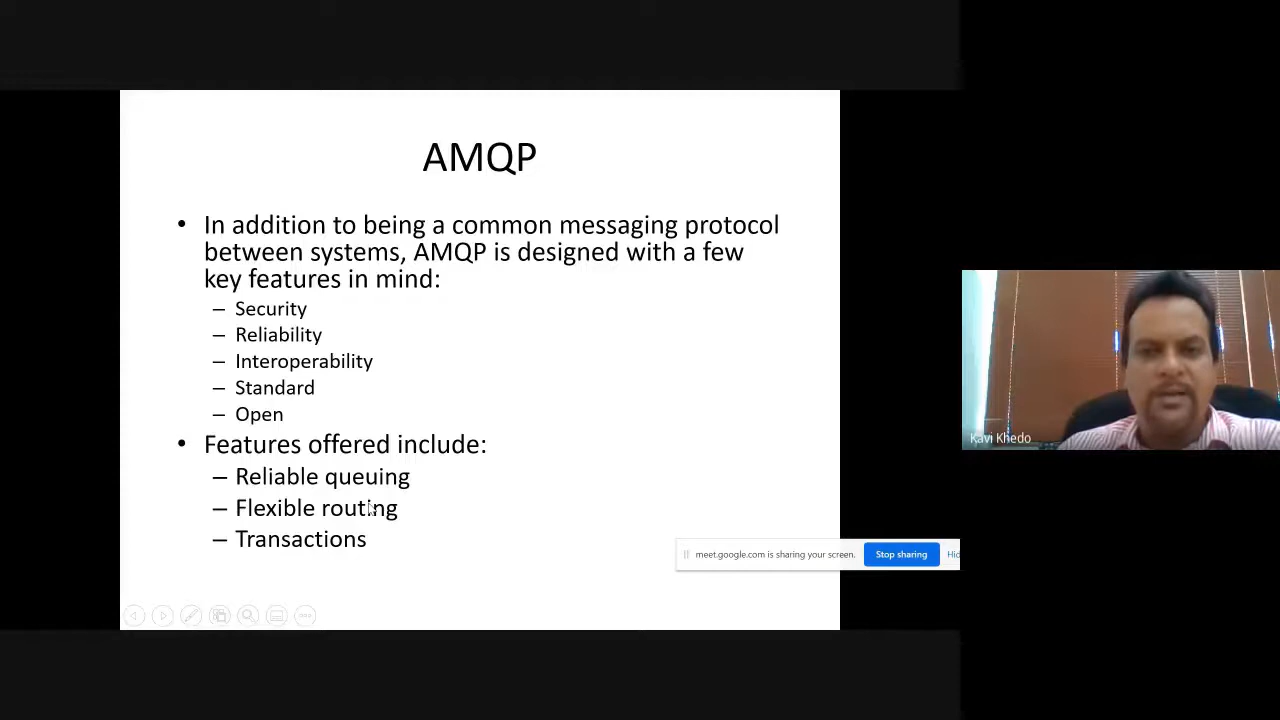 AMQP
• In addition to being a common messaging protocol
between systems, AMQP is designed with a few
key features in mind:
– Security
– Reliability
– Interoperability
– Standard
– Open
• Features offered include:
– Reliable queuing
– Flexible routing
– Transactions
meet.google.com is sharing your screen. Stop sharing Hid
Kavi Khedo